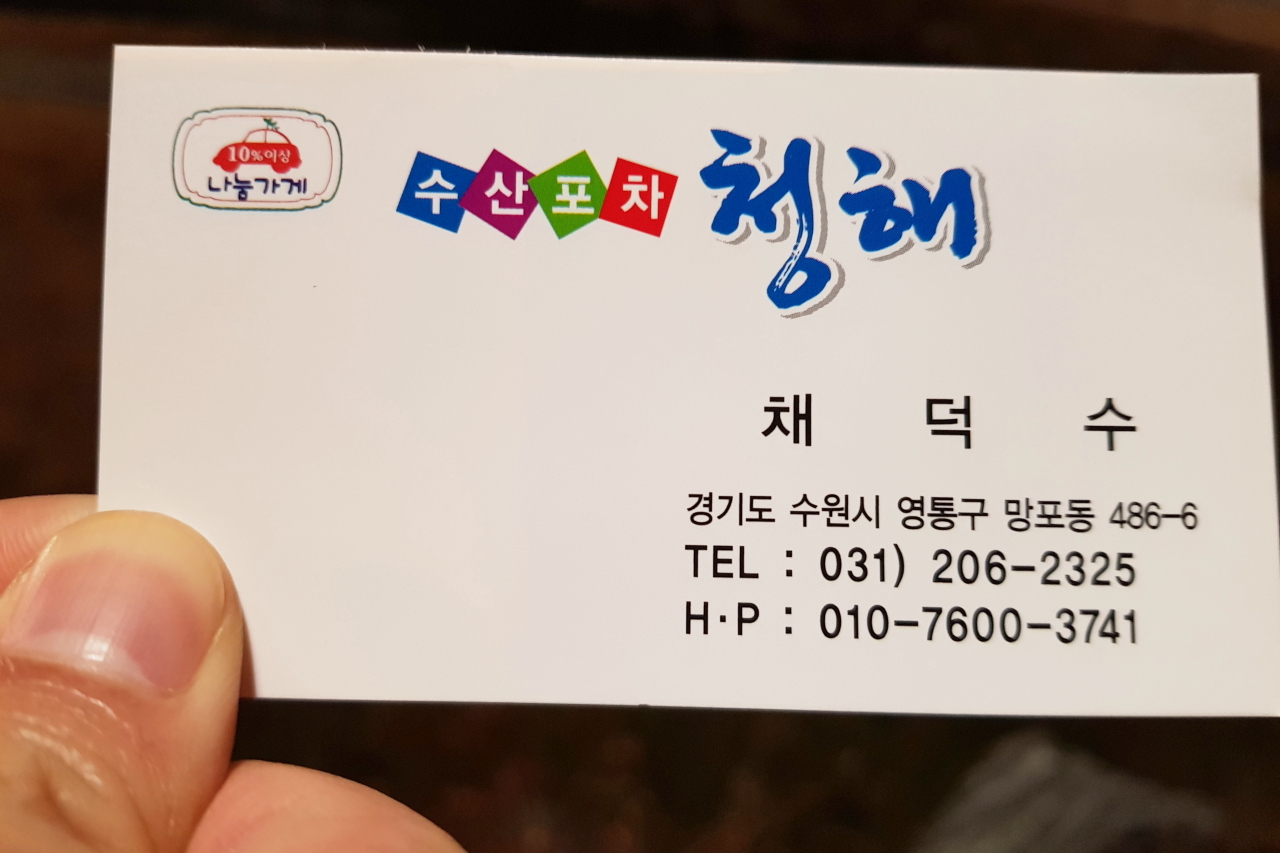 10%이상
나눔가게
수산포차 청해
채 덕 수
경기도 수원시 영통구 망포동 486-6
TEL : 031) 206-2325
H·P : 010-7600-3741